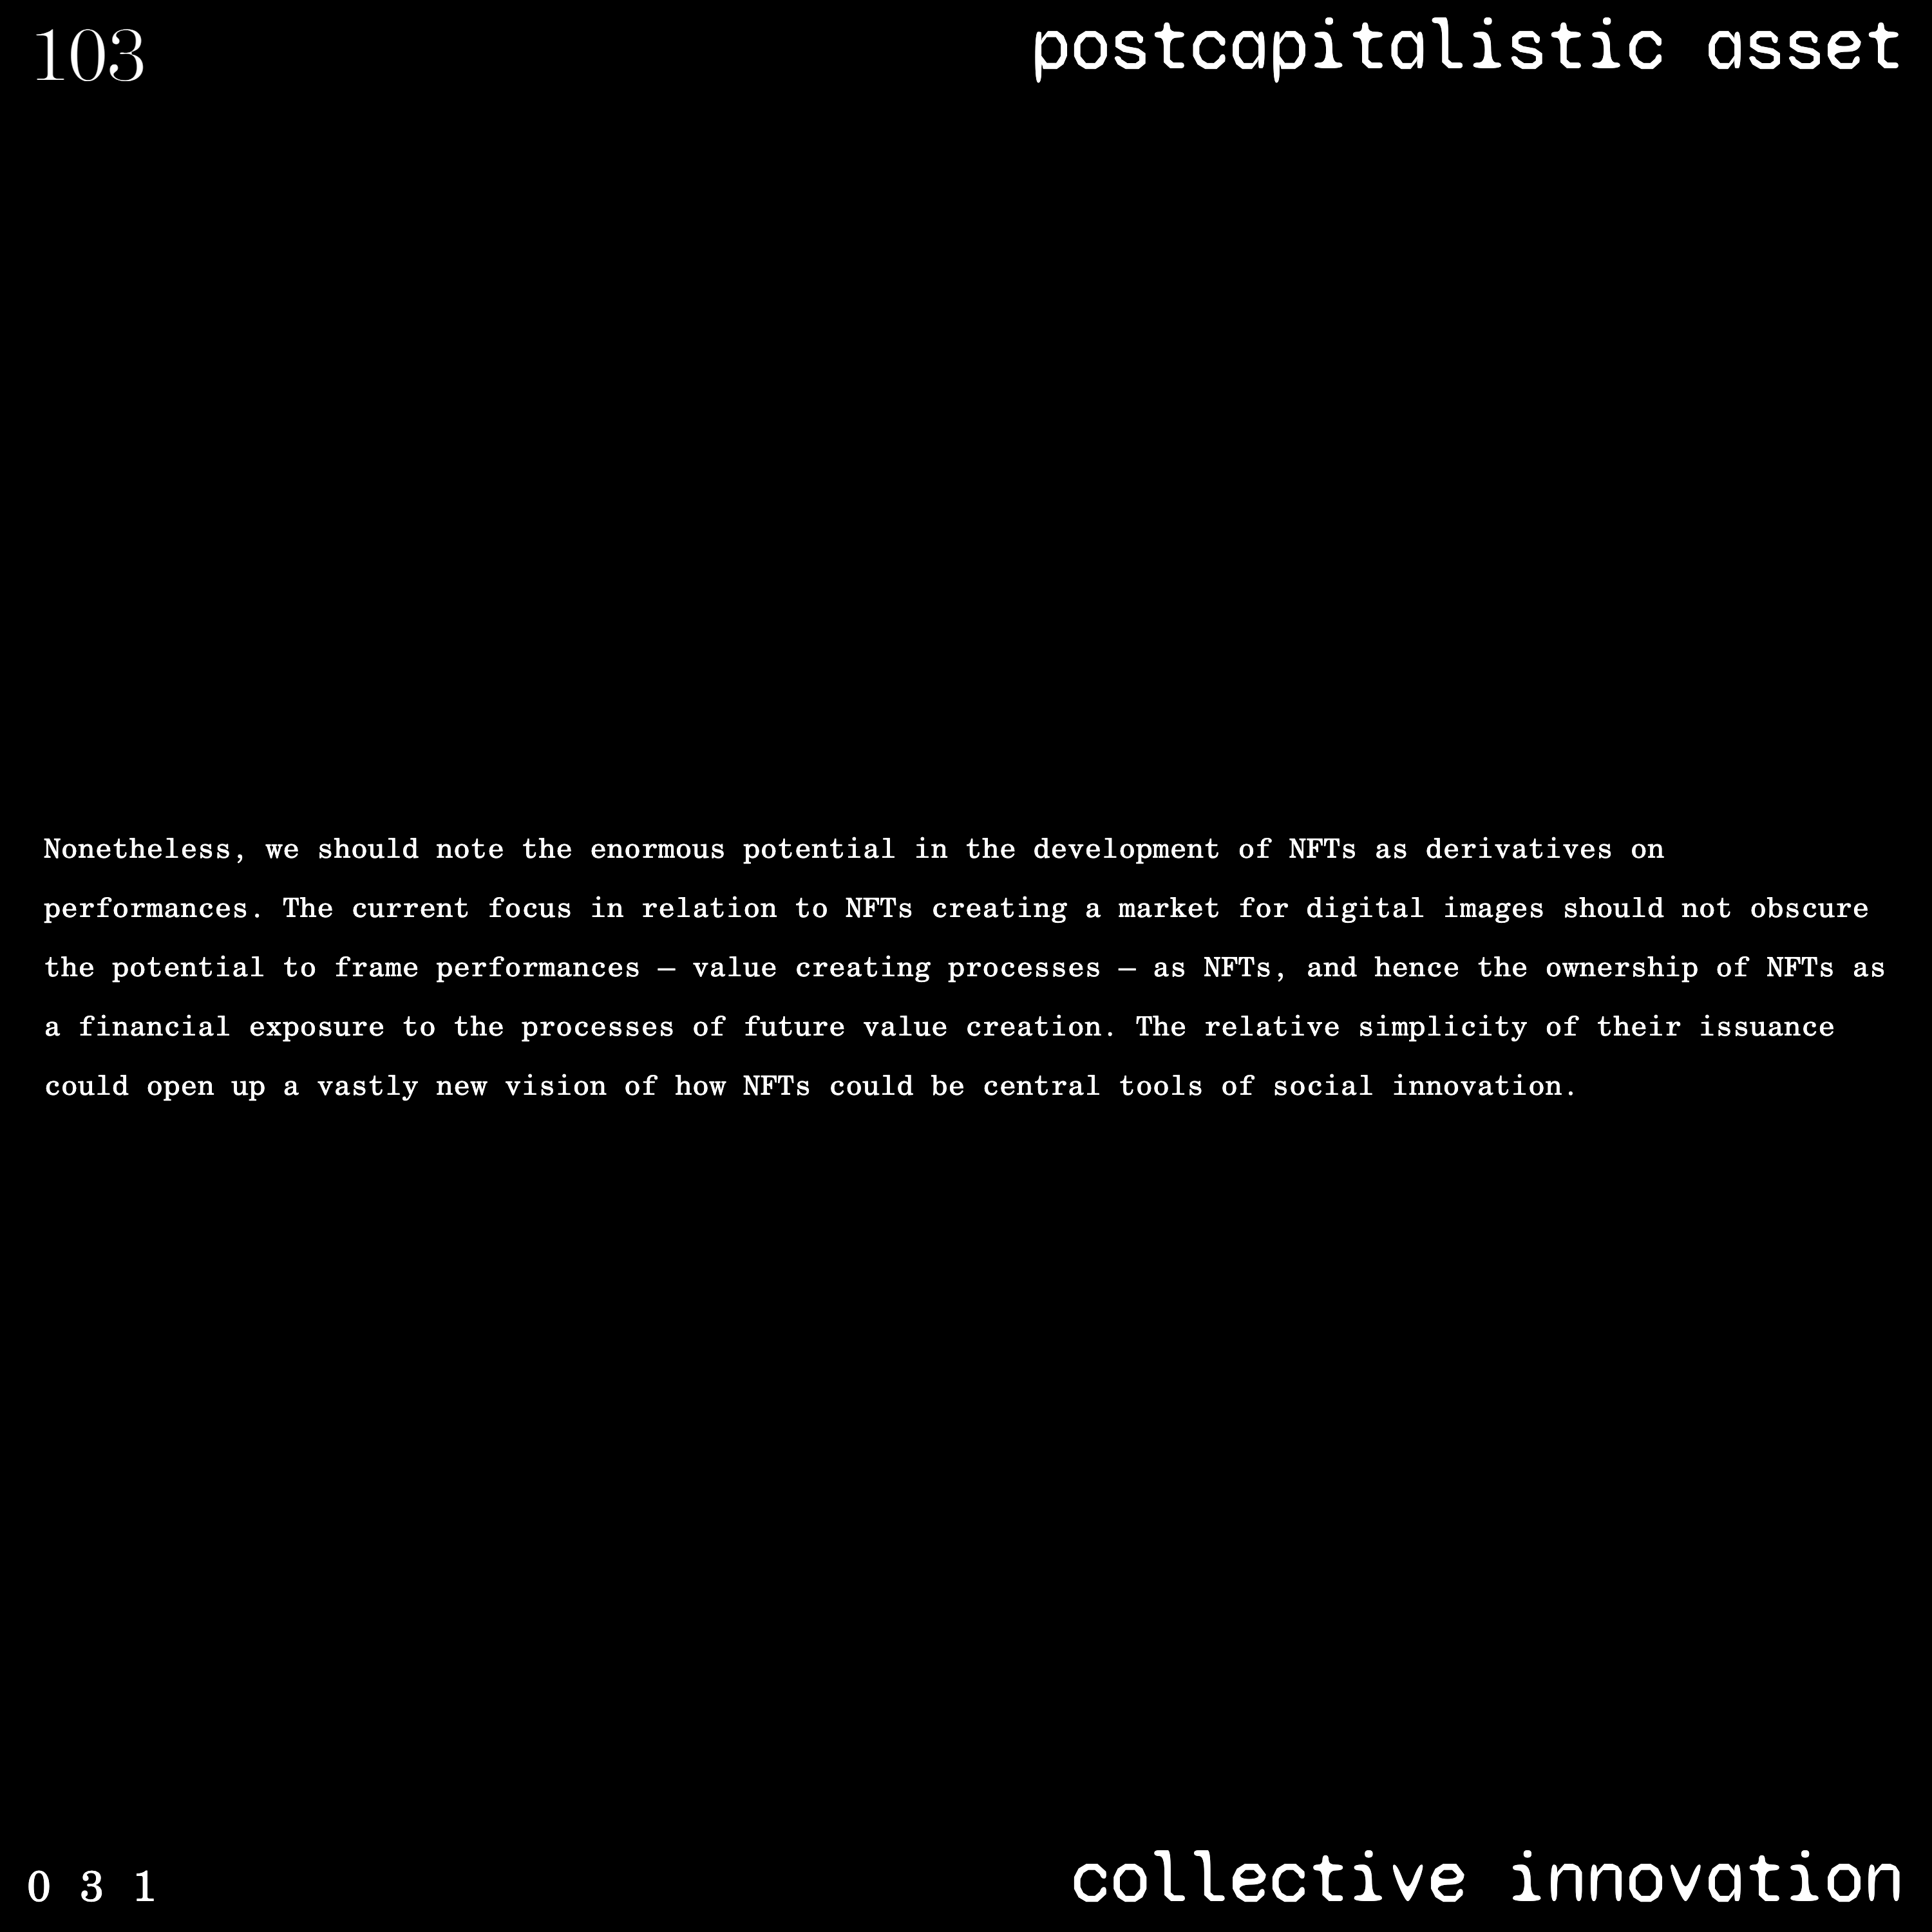 103
postcapitalistic asset
Nonetheless, we should note the enormous potential in the development of NFTs as derivatives on
performances. The current focus in relation to NFTs creating a market for digital images should not obscure
the potential to frame performances – value creating processes – as NFTs, and hence the ownership of NFTs as
a financial exposure to the processes of future value creation. The relative simplicity of their issuance
could open up a vastly new vision of how NFTs could be central tools of social innovation.
0 3 1
collective innovation